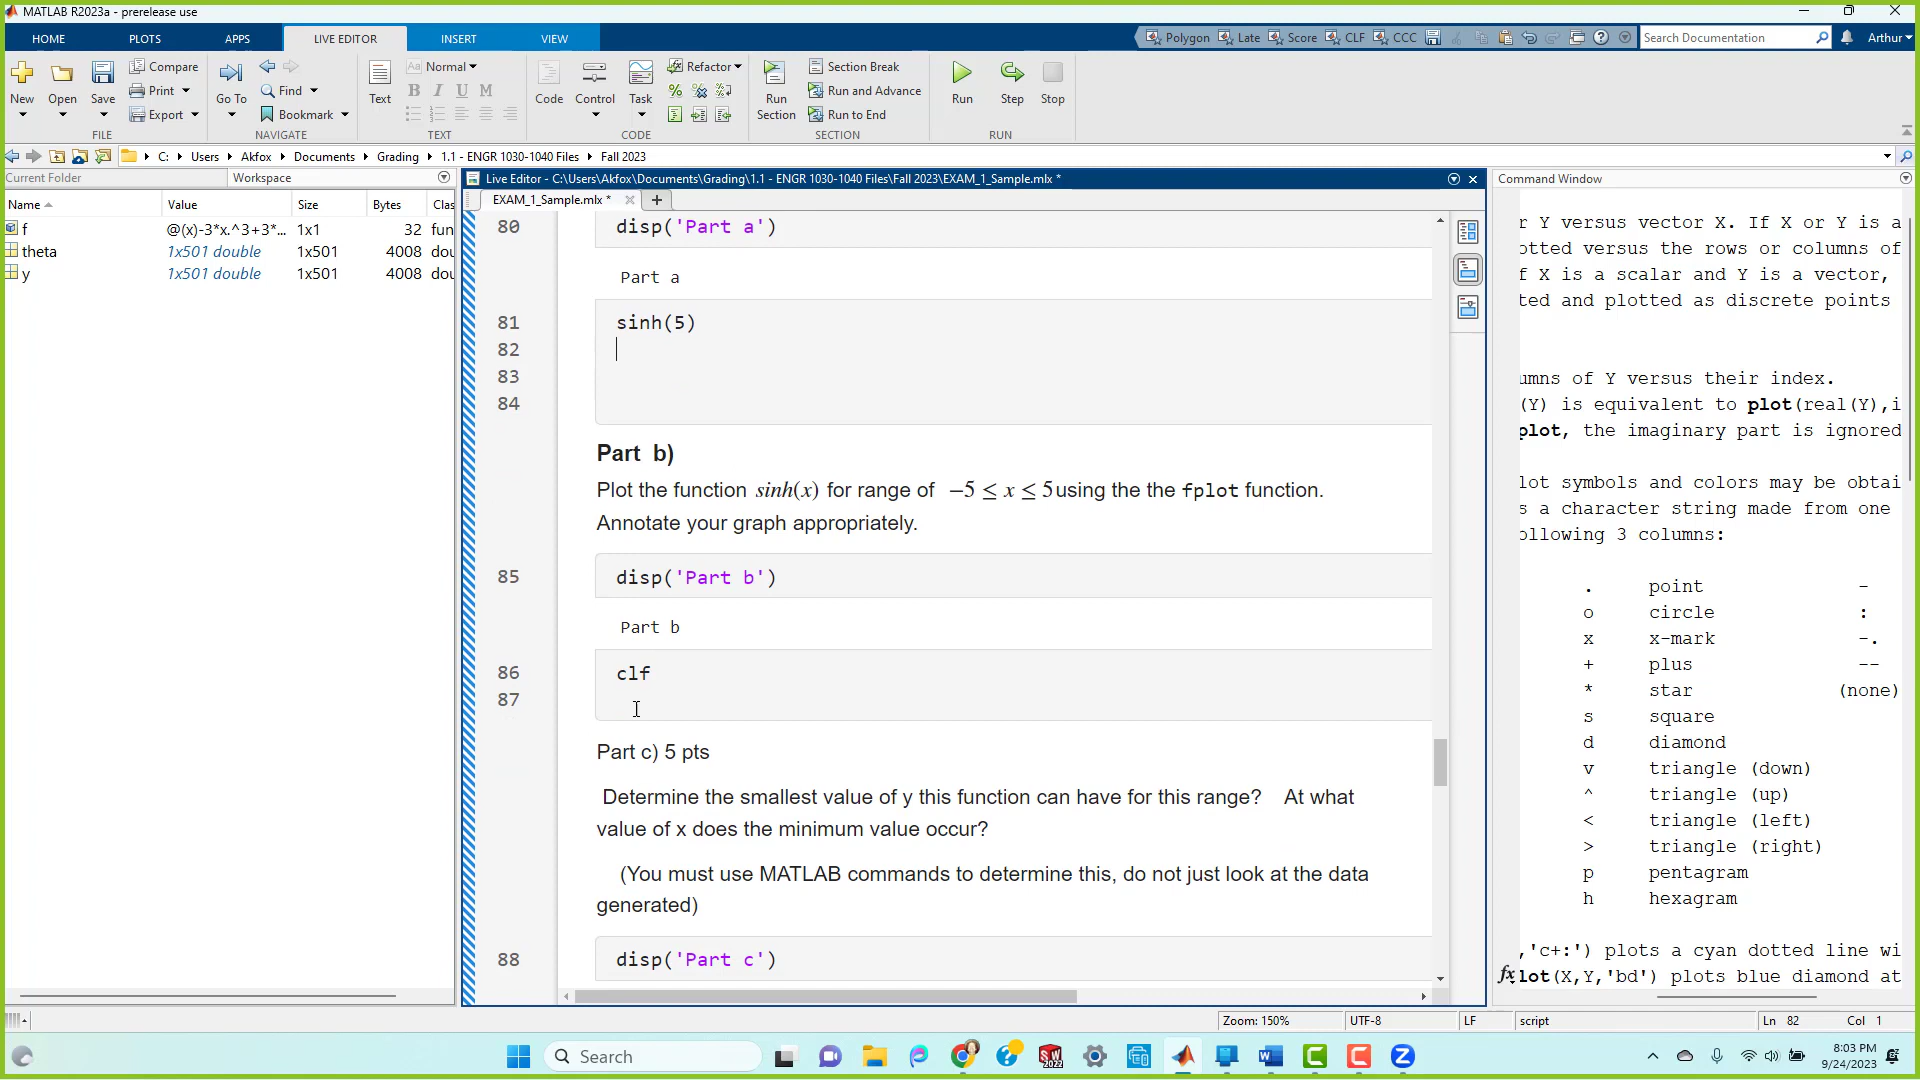 MATLAB R2023a - prerelease use
HOME PLOTS APPS LIVE EDITOR INSERT VIEW
Polygon Late Score CLF CCC Search Documentation Arthur
New Open Save Compare Print Export
FILE
Go To Find Bookmark
NAVIGATE
Text Aa Normal B I U M
TEXT
Code Control Task Refactor
CODE
Run Section Section Break Run and Advance Run to End
SECTION
Run Step Stop
RUN
C: Users Akfox Documents Grading 1.1 - ENGR 1030-1040 Files Fall 2023
Current Folder Workspace
Name Value Size Bytes Clas
f @(x)-3*x.^3+3*... 1x1 32 fun
theta 1x501 double 1x501 4008 dou
y 1x501 double 1x501 4008 dou
Live Editor - C:\Users\Akfox\Documents\Grading\1.1 - ENGR 1030-1040 Files\Fall 2023\EXAM_1_Sample.mlx *
EXAM_1_Sample.mlx *
80 disp('Part a')
Part a
81 sinh(5)
82
83
84
Part b)
Plot the function sinh(x) for range of −5 ≤ x ≤ 5using the the fplot function.
Annotate your graph appropriately.
85 disp('Part b')
Part b
86 clf
87
Part c) 5 pts
Determine the smallest value of y this function can have for this range? At what
value of x does the minimum value occur?
(You must use MATLAB commands to determine this, do not just look at the data
generated)
88 disp('Part c')
Command Window
r Y versus vector X. If X or Y is a
otted versus the rows or columns of
f X is a scalar and Y is a vector,
ted and plotted as discrete points
umns of Y versus their index.
(Y) is equivalent to plot(real(Y),i
plot, the imaginary part is ignored
lot symbols and colors may be obtai
s a character string made from one
ollowing 3 columns:
. point -
o circle :
x x-mark -.
+ plus --
* star (none)
s square
d diamond
v triangle (down)
^ triangle (up)
< triangle (left)
> triangle (right)
p pentagram
h hexagram
,'c+:') plots a cyan dotted line wi
fx lot(X,Y,'bd') plots blue diamond at
Zoom: 150% UTF-8 LF script Ln 82 Col 1
Search
SW 2022
8:03 PM
9/24/2023